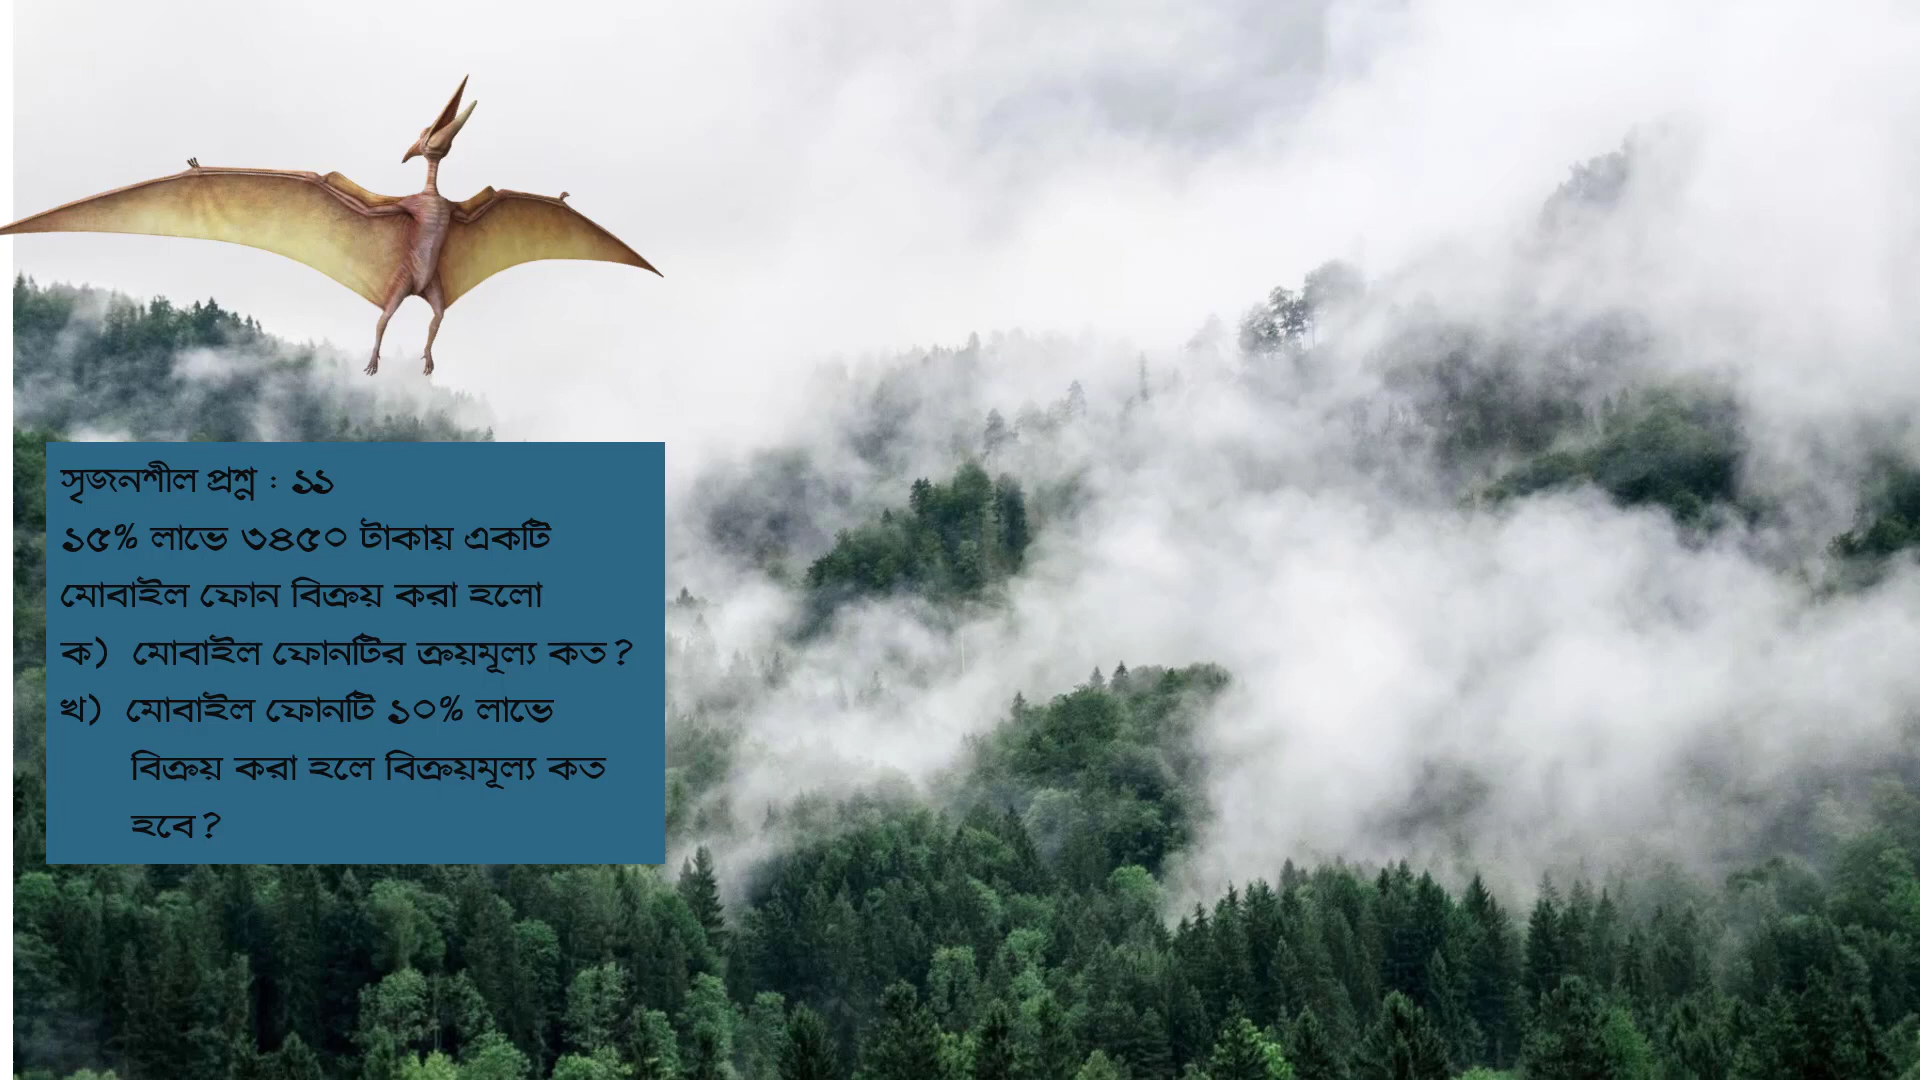 সৃজনশীল প্রশ্ন : ১১
১৫% লাভে ৩৪৫০ টাকায় একটি
মোবাইল ফোন বিক্রয় করা হলো
ক) মোবাইল ফোনটির ক্রয়মূল্য কত ?
খ) মোবাইল ফোনটি ১০% লাভে
বিক্রয় করা হলে বিক্রয়মূল্য কত
হবে ?